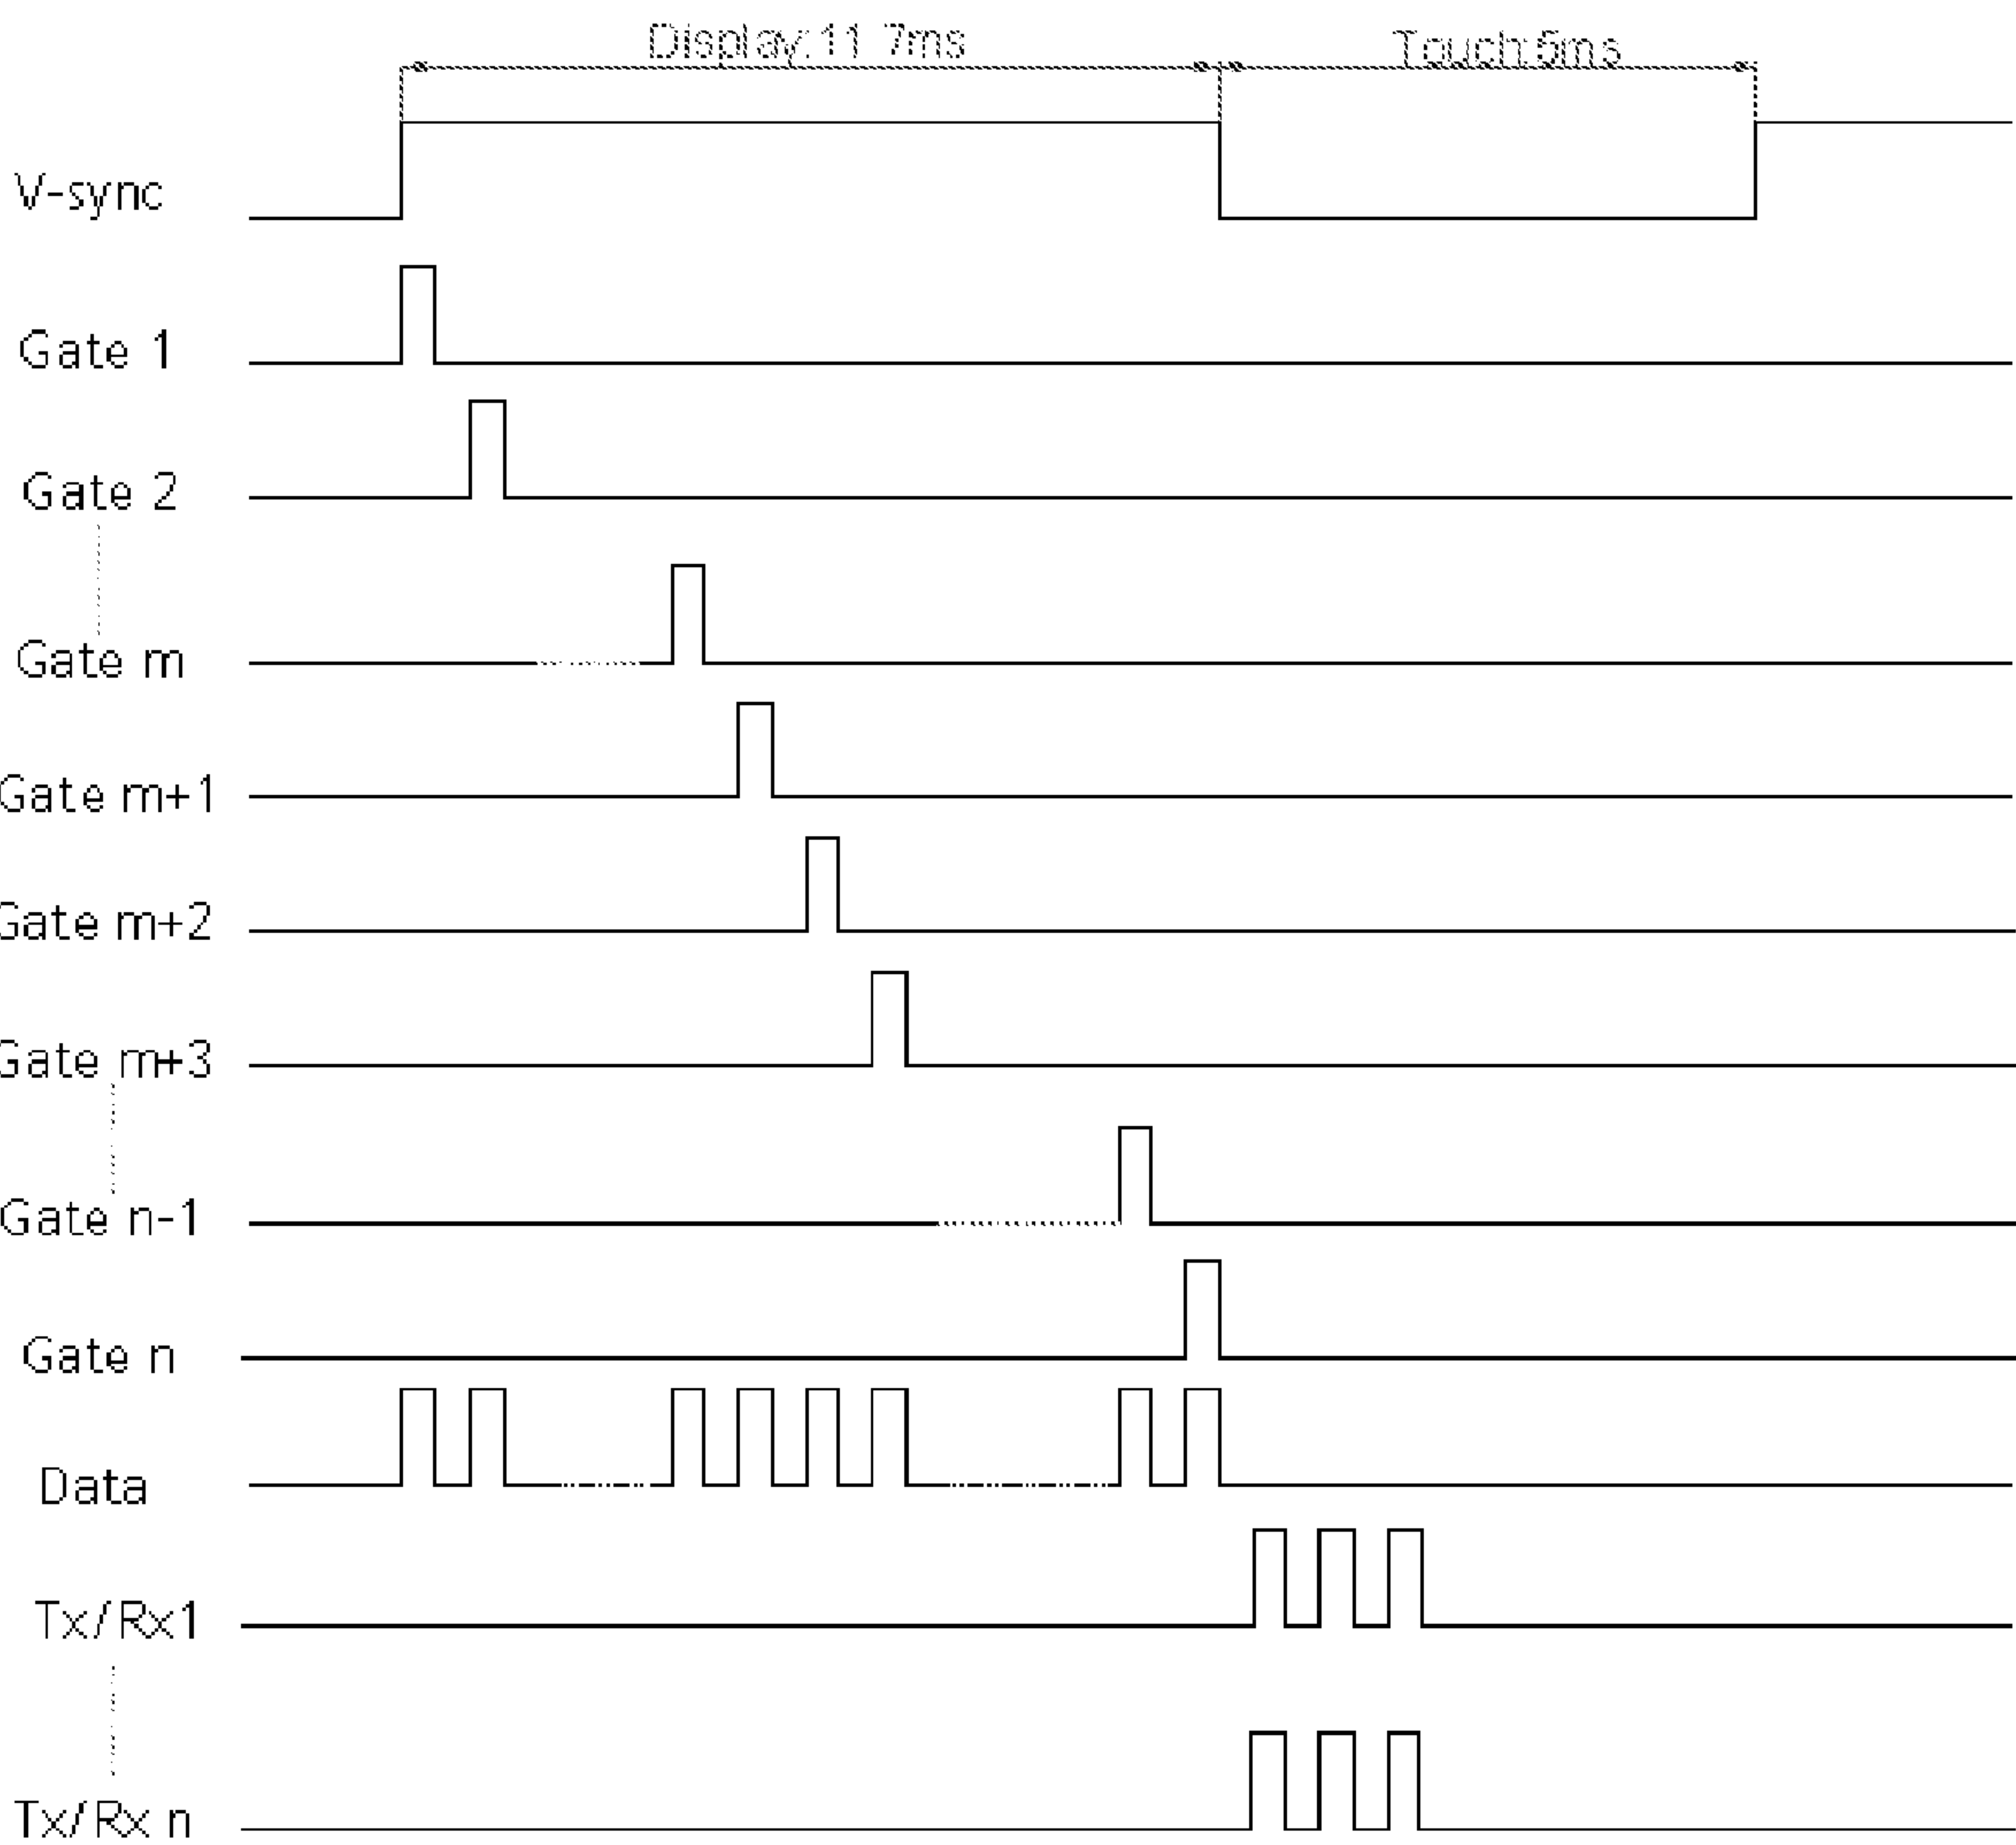 Display 11.7ms
Touch 5ms
V-sync
Gate 1
Gate 2
Gate m
Gate m+1
Gate m+2
Gate m+3
Gate n-1
Gate n
Data
Tx/Rx1
Tx/Rx n